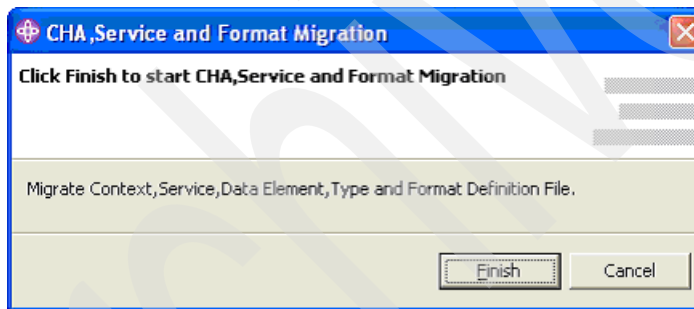 CHA,Service and Format Migration
Click Finish to start CHA,Service and Format Migration
Migrate Context,Service,Data Element,Type and Format Definition File.
Finish
Cancel